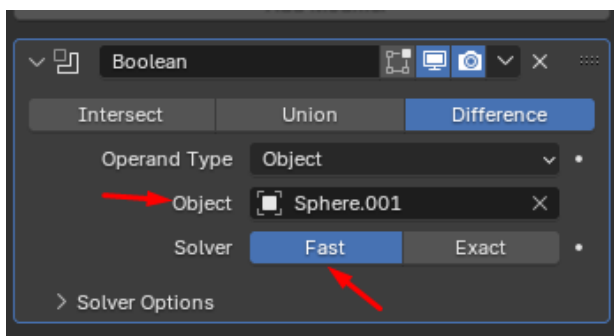 Boolean
Intersect Union Difference
Operand Type Object
Object Sphere.001
Solver Fast Exact
Solver Options